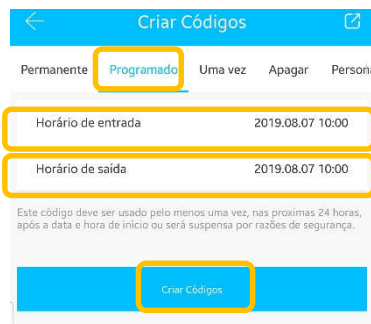 Criar Códigos
Permanente Programado Uma vez Apagar Person
Horário de entrada 2019.08.07 10:00
Horário de saída 2019.08.07 10:00
Este código deve ser usado pelo menos uma vez, nas proximas 24 horas,
após a data e hora de inicio ou será suspensa por razões de segurança.
Criar Códigos